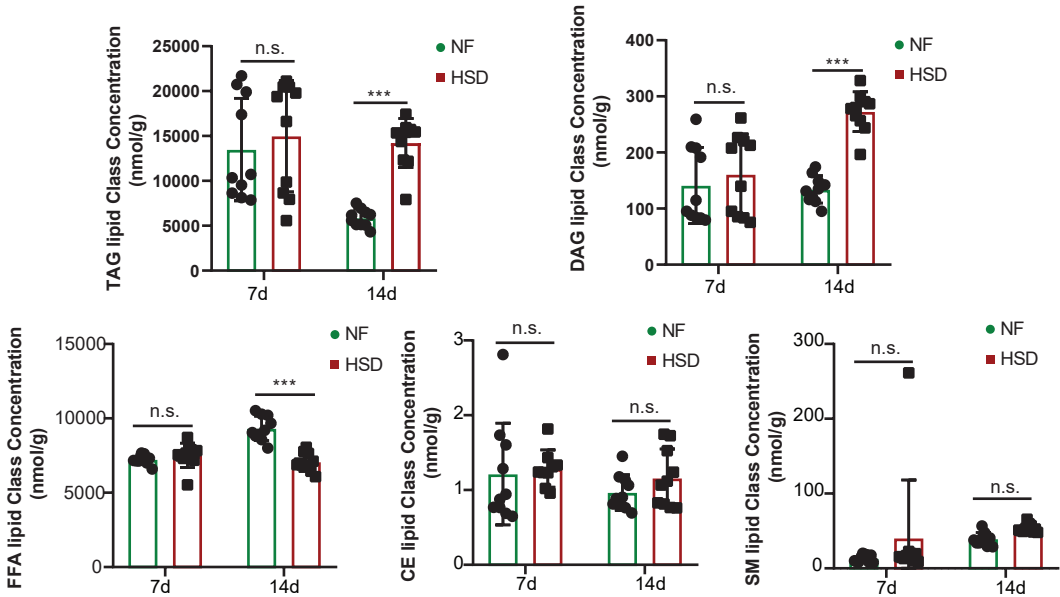 TAG lipid Class Concentration
(nmol/g)
25000
20000
15000
10000
5000
0
n.s.
***
7d
14d
NF
HSD
DAG lipid Class Concentration
(nmol/g)
400
300
200
100
0
n.s.
***
7d
14d
NF
HSD
FFA lipid Class Concentration
(nmol/g)
15000
10000
5000
0
n.s.
***
7d
14d
NF
HSD
CE lipid Class Concentration
(nmol/g)
3
2
1
0
n.s.
n.s.
7d
14d
NF
HSD
SM lipid Class Concentration
(nmol/g)
300
200
100
0
n.s.
n.s.
7d
14d
NF
HSD